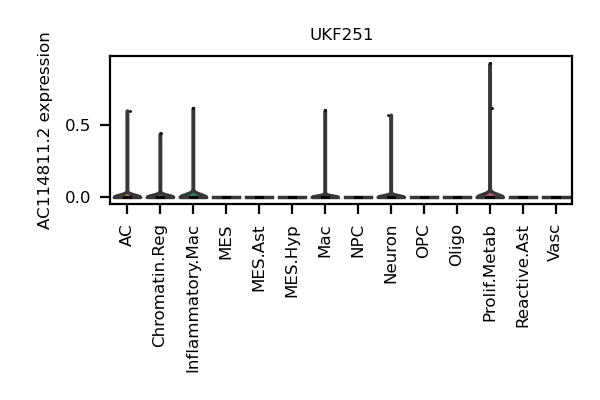 UKF251
AC114811.2 expression
0.5
0.0
AC
Chromatin.Reg
Inflammatory.Mac
MES
MES.Ast
MES.Hyp
Mac
NPC
Neuron
OPC
Oligo
Prolif.Metab
Reactive.Ast
Vasc